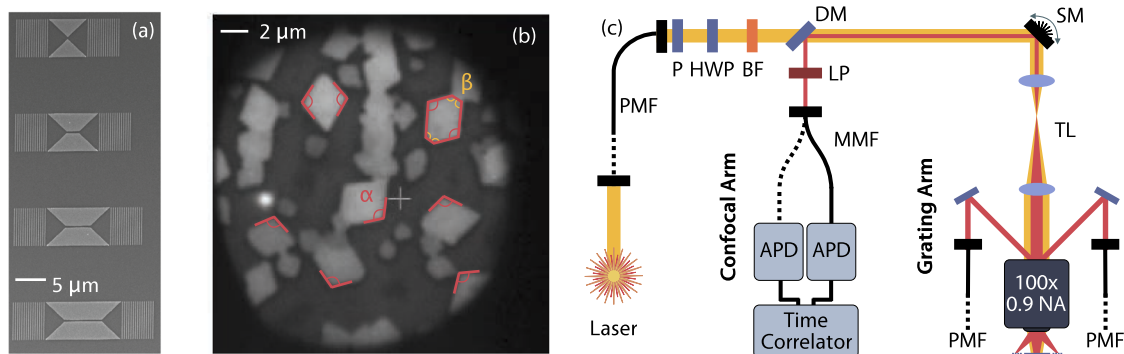 (a)
5 μm
2 μm
(b)
β
α
(c)
DM
SM
P
HWP
BF
LP
PMF
MMF
TL
Confocal Arm
Grating Arm
APD
APD
100x
0.9 NA
Laser
Time
Correlator
PMF
PMF